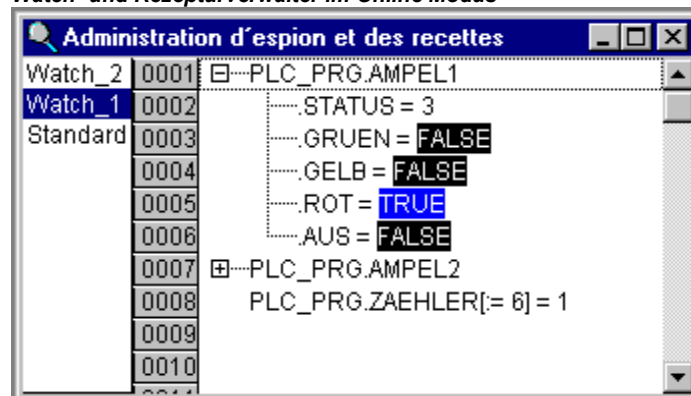 Watch- und Rezepturverwalter im Online Modus
Administration d´espion et des recettes
Watch_2
Watch_1
Standard
0001 PLC_PRG.AMPEL1
0002 .STATUS = 3
0003 .GRUEN = FALSE
0004 .GELB = FALSE
0005 .ROT = TRUE
0006 .AUS = FALSE
0007 PLC_PRG.AMPEL2
0008 PLC_PRG.ZAEHLER[:= 6] = 1
0009
0010